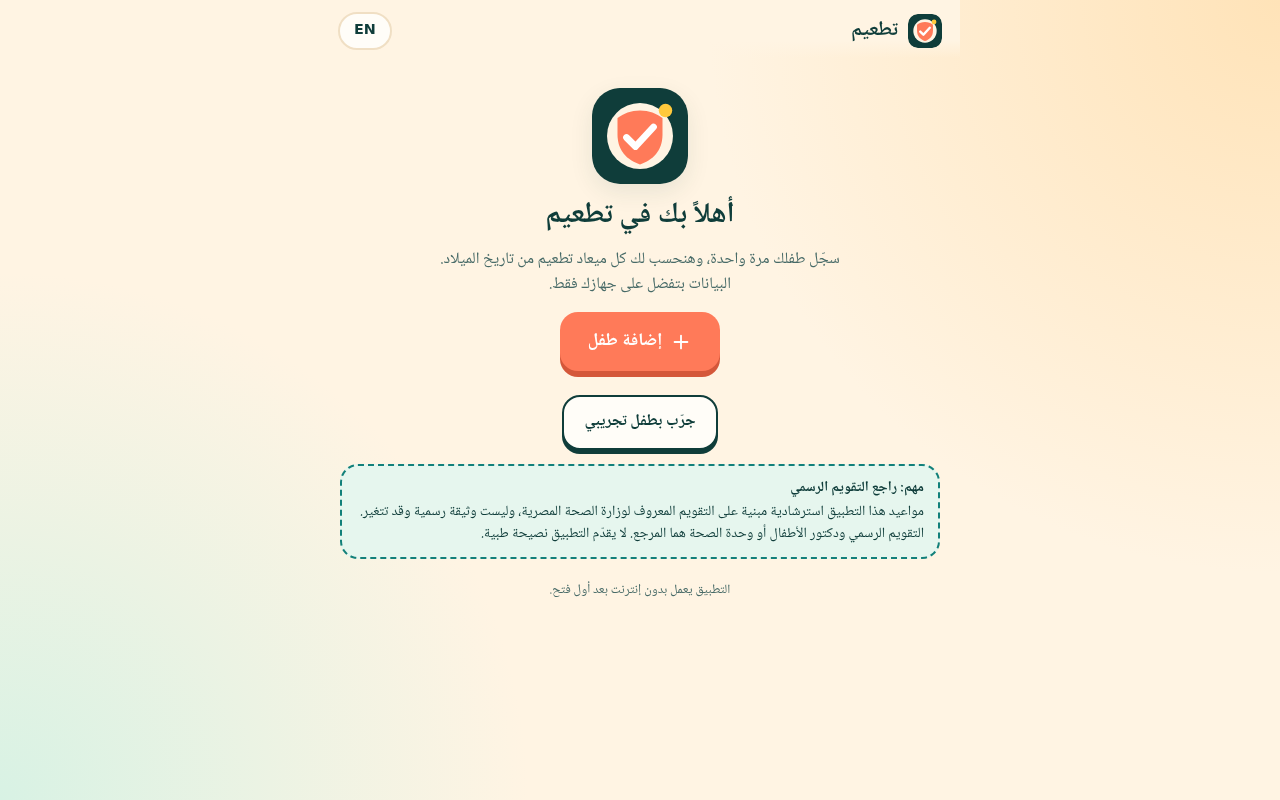 تطعيم
EN
أهلاً بك في تطعيم
سجّل طفلك مرة واحدة، وهنحسب لك كل ميعاد تطعيم من تاريخ الميلاد.
البيانات بتفضل على جهازك فقط.
إضافة طفل
جرّب بطفل تجريبي
مهم: راجع التقويم الرسمي
مواعيد هذا التطبيق استرشادية مبنية على التقويم المعروف لوزارة الصحة المصرية، وليست وثيقة رسمية وقد تتغير.
التقويم الرسمي ودكتور الأطفال أو وحدة الصحة هما المرجع. لا يقدّم التطبيق نصيحة طبية.
التطبيق يعمل بدون إنترنت بعد أول فتح.